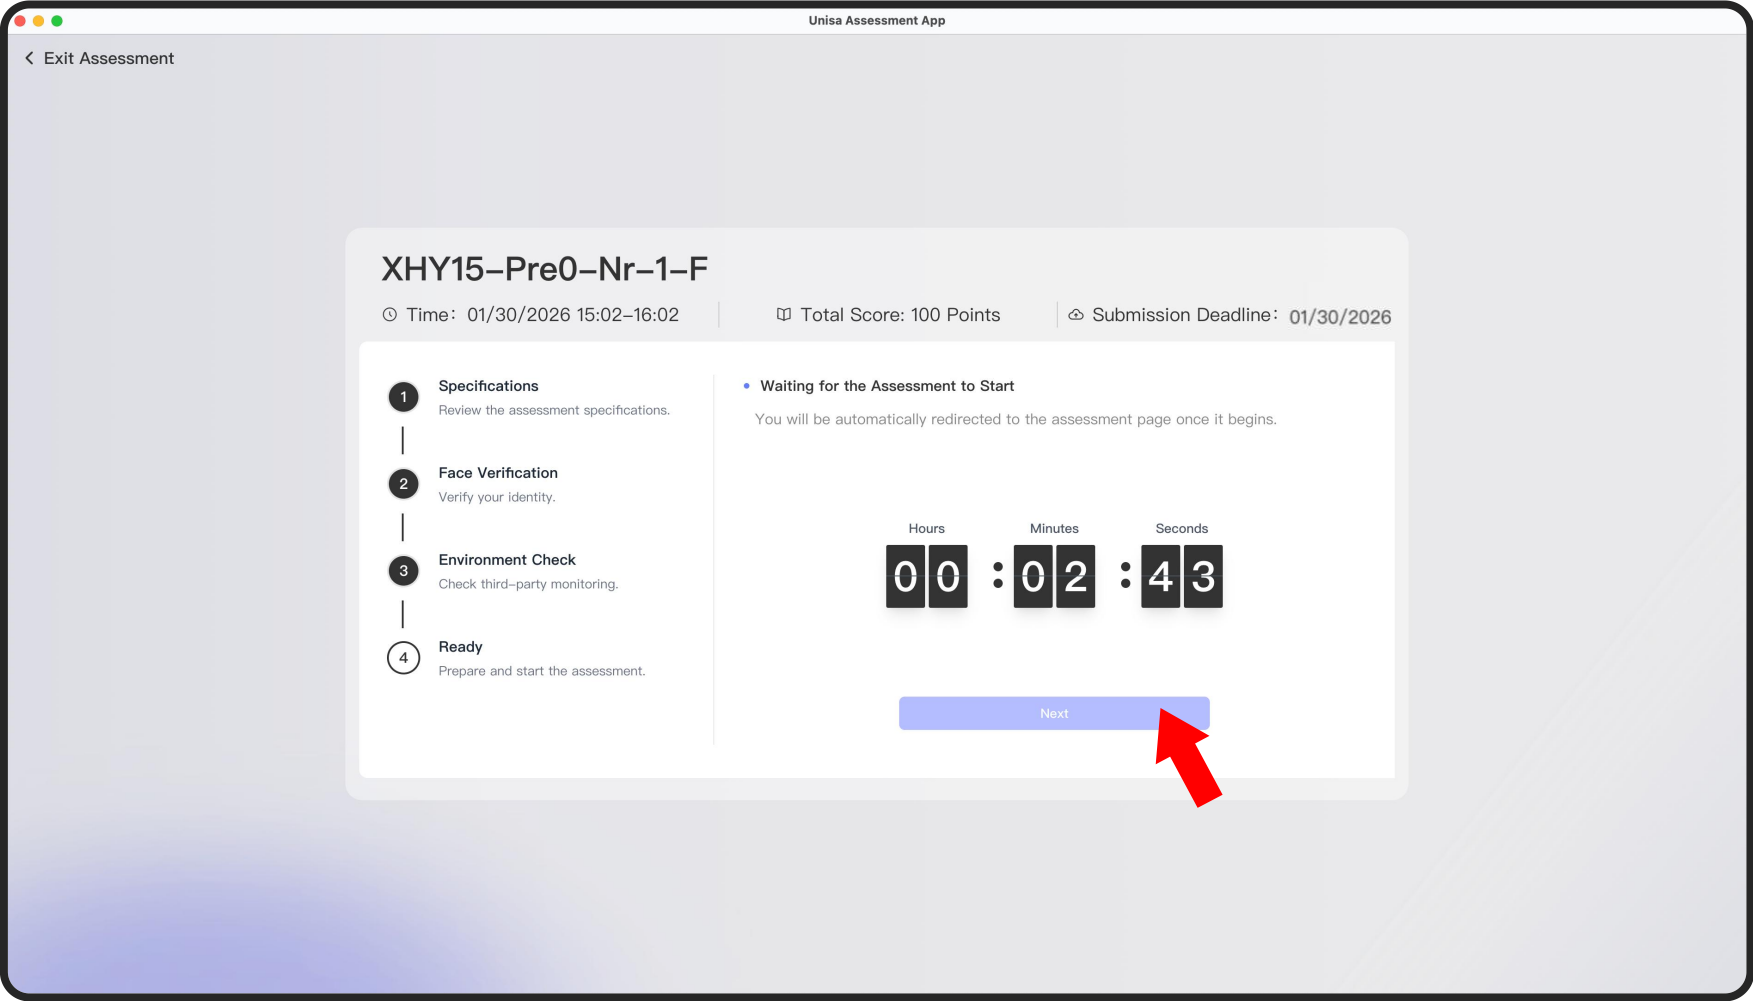 Unisa Assessment App
Exit Assessment
XHY15-Pre0-Nr-1-F
Time: 01/30/2026 15:02-16:02
Total Score: 100 Points
Submission Deadline: 01/30/2026
1
Specifications
Review the assessment specifications.
2
Face Verification
Verify your identity.
3
Environment Check
Check third-party monitoring.
4
Ready
Prepare and start the assessment.
Waiting for the Assessment to Start
You will be automatically redirected to the assessment page once it begins.
Hours Minutes Seconds
00 : 02 : 43
Next